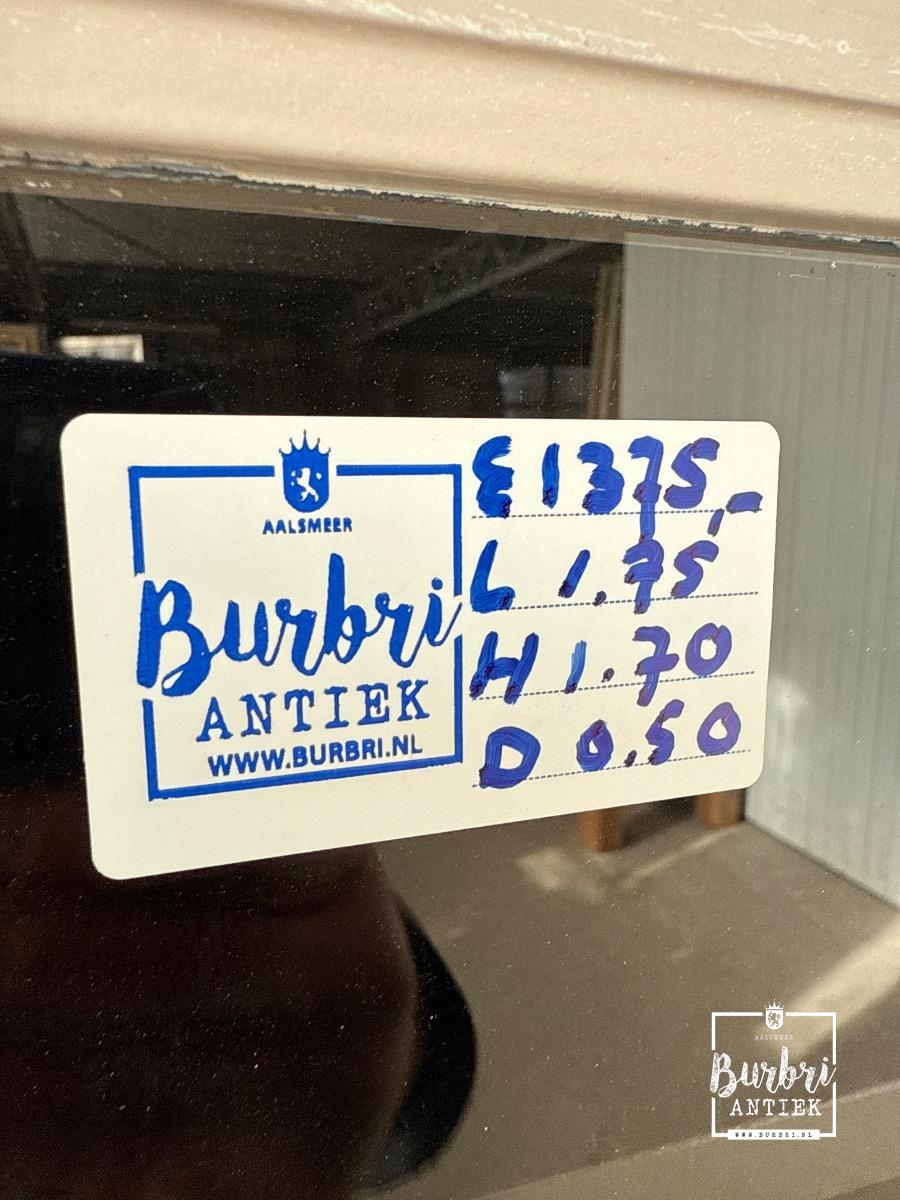 AALSMEER
Burbri
ANTIEK
WWW.BURBRI.NL
€ 1375,-
L 1.75
H 1.70
D 0.50
AALSMEER
Burbri
ANTIEK
WWW.BURBRI.NL